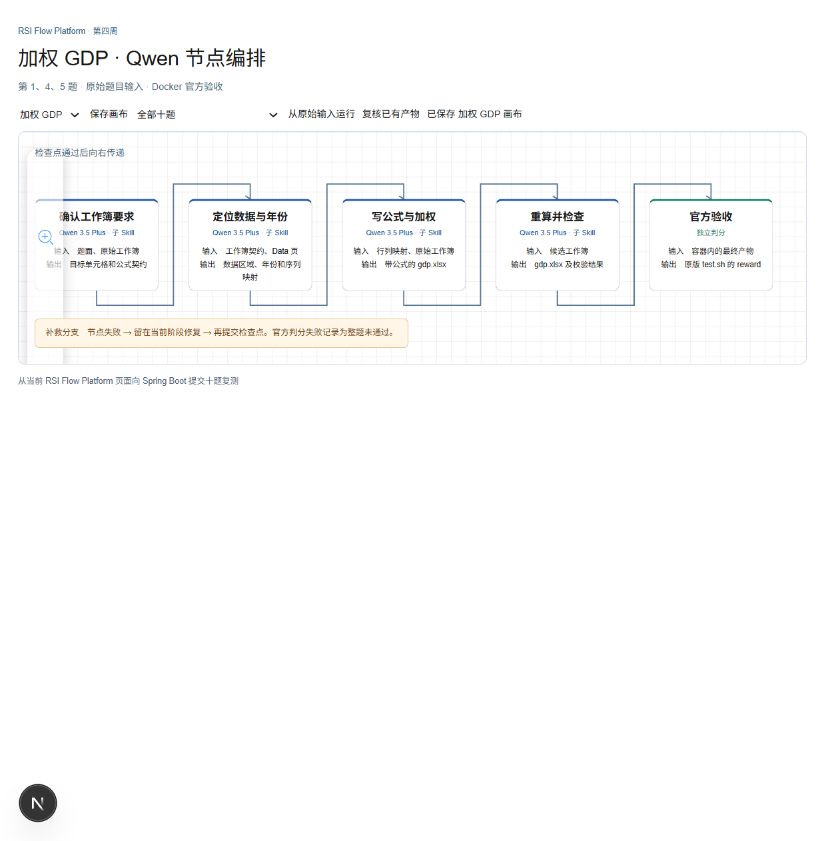 RSI Flow Platform · 第四周
加权 GDP · Qwen 节点编排
第 1、4、5 题 · 原始题目输入 · Docker 官方验收
加权 GDP 保存画布 全部十题 从原始输入运行 复核已有产物 已保存 加权 GDP 画布
检查点通过后向右传递
确认工作簿要求
Qwen 3.5 Plus · 子 Skill
输入 题面、原始工作簿
输出 目标单元格和公式契约
定位数据与年份
Qwen 3.5 Plus · 子 Skill
输入 工作簿契约、Data 页
输出 数据区域、年份和序列
映射
写公式与加权
Qwen 3.5 Plus · 子 Skill
输入 行列映射、原始工作簿
输出 带公式的 gdp.xlsx
重算并检查
Qwen 3.5 Plus · 子 Skill
输入 候选工作簿
输出 gdp.xlsx 及校验结果
官方验收
独立判分
输入 容器内的最终产物
输出 原版 test.sh 的 reward
补救分支 节点失败 → 留在当前阶段修复 → 再提交检查点。官方判分失败记录为整题未通过。
从当前 RSI Flow Platform 页面向 Spring Boot 提交十题复测
N